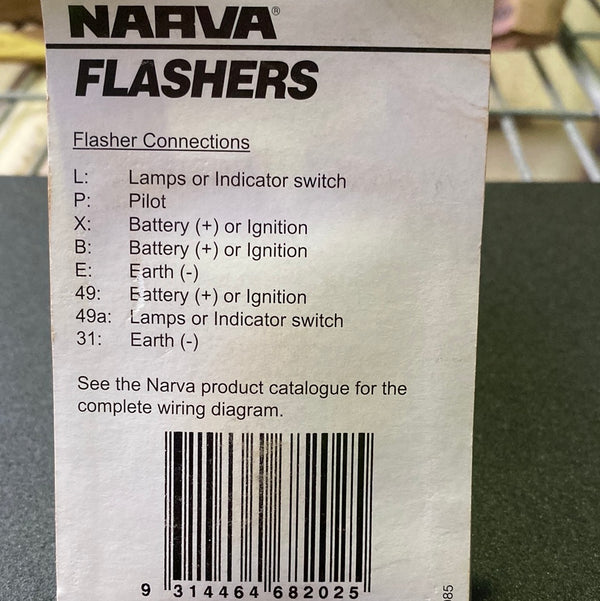 NARVA®
FLASHERS
Flasher Connections
L: Lamps or Indicator switch
P: Pilot
X: Battery (+) or Ignition
B: Battery (+) or Ignition
E: Earth (-)
49: Battery (+) or Ignition
49a: Lamps or Indicator switch
31: Earth (-)
See the Narva product catalogue for the
complete wiring diagram.
9 314464 682025